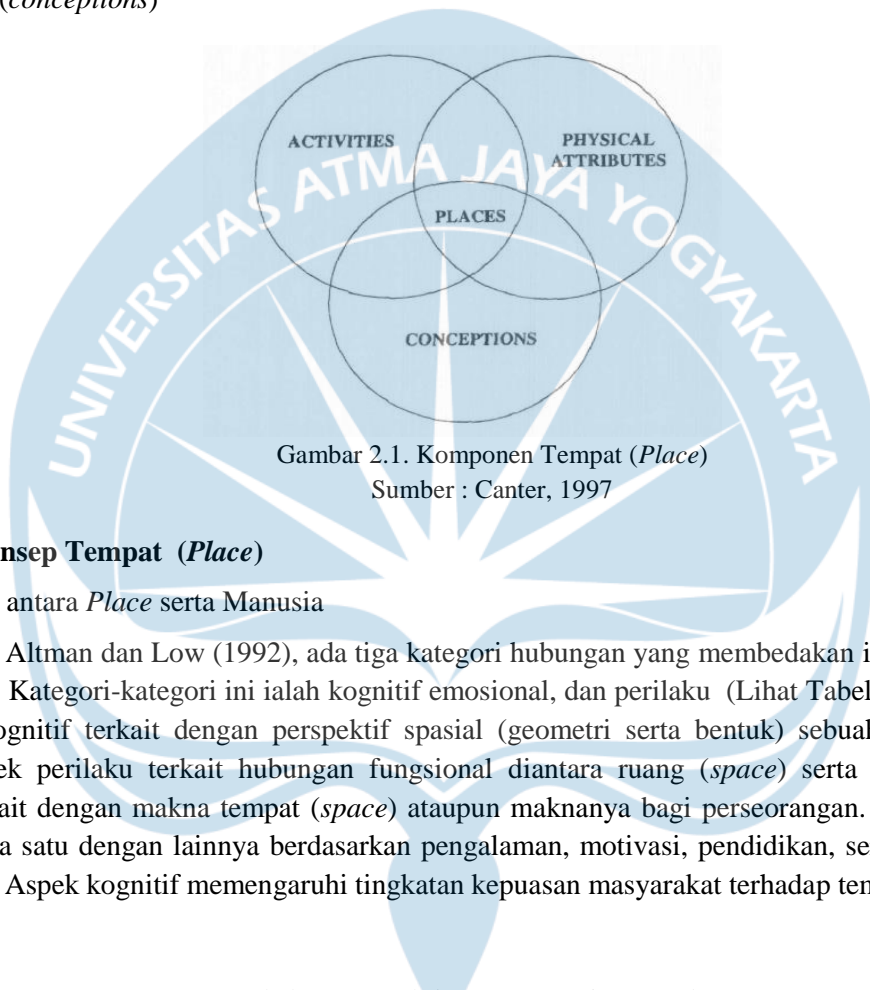 (conceptions)
ACTIVITIES
PHYSICAL
ATTRIBUTES
PLACES
CONCEPTIONS
UNIVERSITAS ATMA JAYA YOGYAKARTA
Gambar 2.1. Komponen Tempat (Place)
Sumber : Canter, 1997
nsep Tempat (Place)
antara Place serta Manusia
Altman dan Low (1992), ada tiga kategori hubungan yang membedakan i
Kategori-kategori ini ialah kognitif emosional, dan perilaku (Lihat Tabel
ognitif terkait dengan perspektif spasial (geometri serta bentuk) sebuah
ek perilaku terkait hubungan fungsional diantara ruang (space) serta
ait dengan makna tempat (space) ataupun maknanya bagi perseorangan.
a satu dengan lainnya berdasarkan pengalaman, motivasi, pendidikan, se
Aspek kognitif memengaruhi tingkatan kepuasan masyarakat terhadap ten